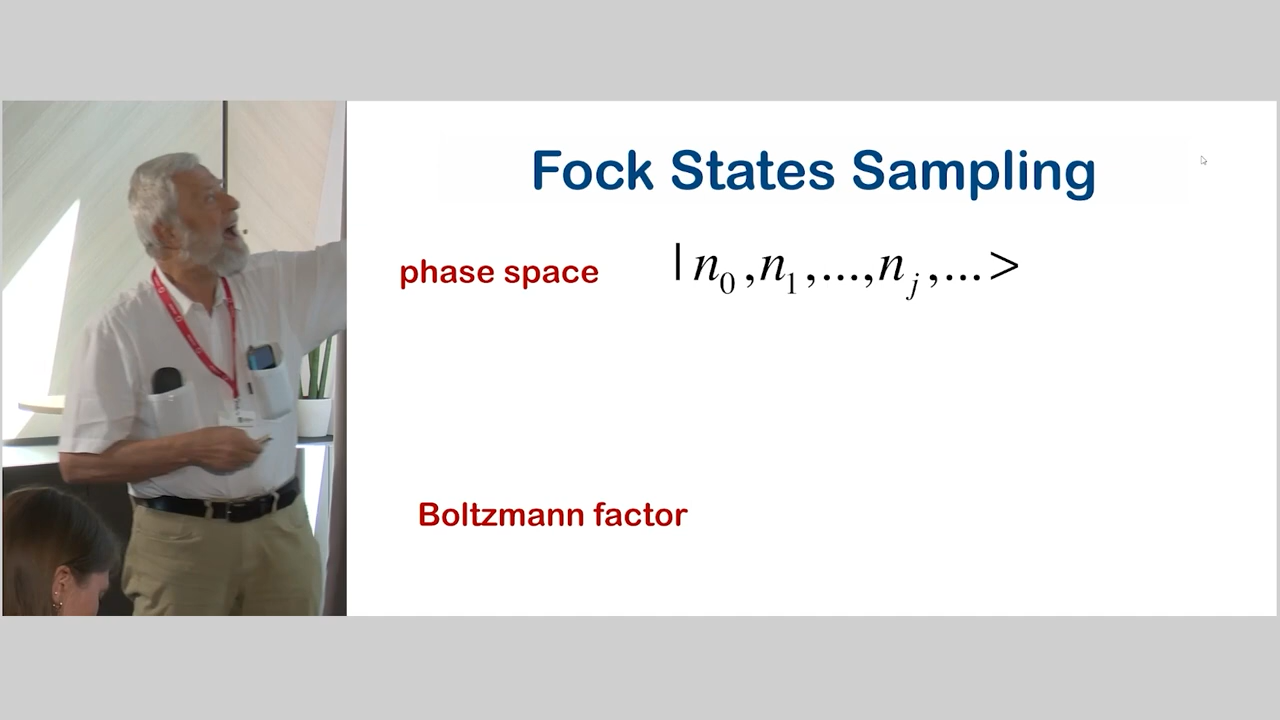 Fock States Sampling
phase space
|n₀,n₁,...,nⱼ,...>
Boltzmann factor